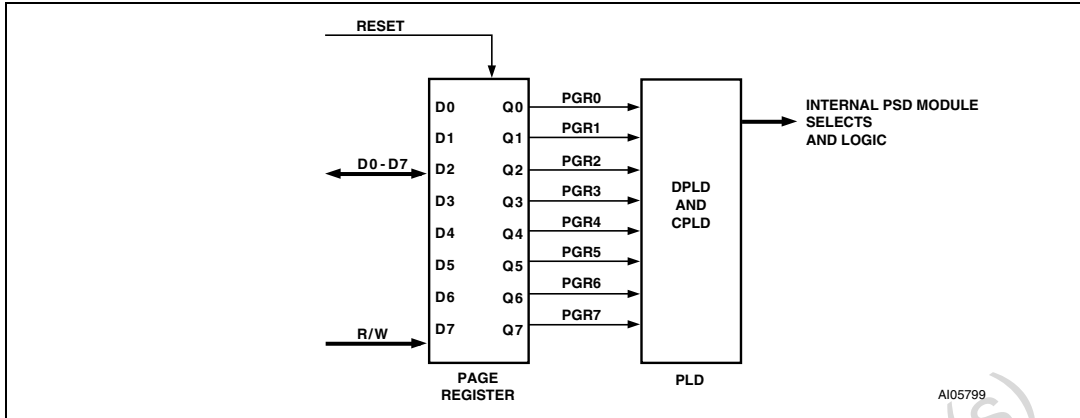 RESET
D0 Q0 PGR0
D1 Q1 PGR1
D0-D7 D2 Q2 PGR2
D3 Q3 PGR3
D4 Q4 PGR4
D5 Q5 PGR5
D6 Q6 PGR6
R/W D7 Q7 PGR7
DPLD
AND
CPLD
INTERNAL PSD MODULE
SELECTS
AND LOGIC
PAGE
REGISTER
PLD
AI05799